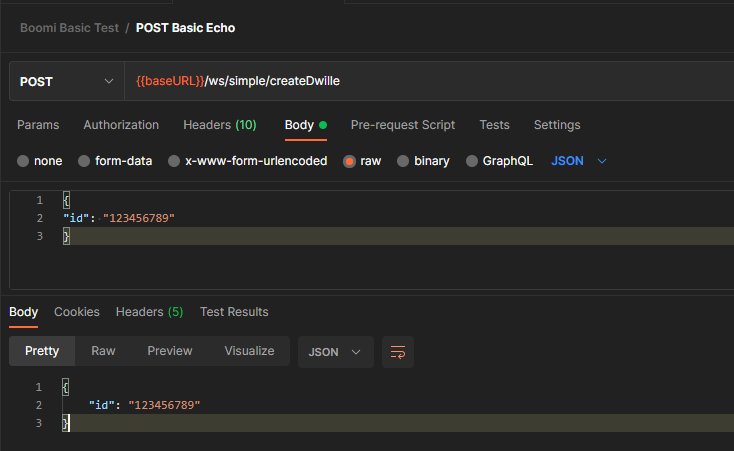 Boomi Basic Test / POST Basic Echo
POST {{baseURL}}/ws/simple/createDwille
Params Authorization Headers (10) Body Pre-request Script Tests Settings
none form-data x-www-form-urlencoded raw binary GraphQL JSON
1 {
2 "id": "123456789"
3 }
Body Cookies Headers (5) Test Results
Pretty Raw Preview Visualize JSON
1 {
2 "id": "123456789"
3 }